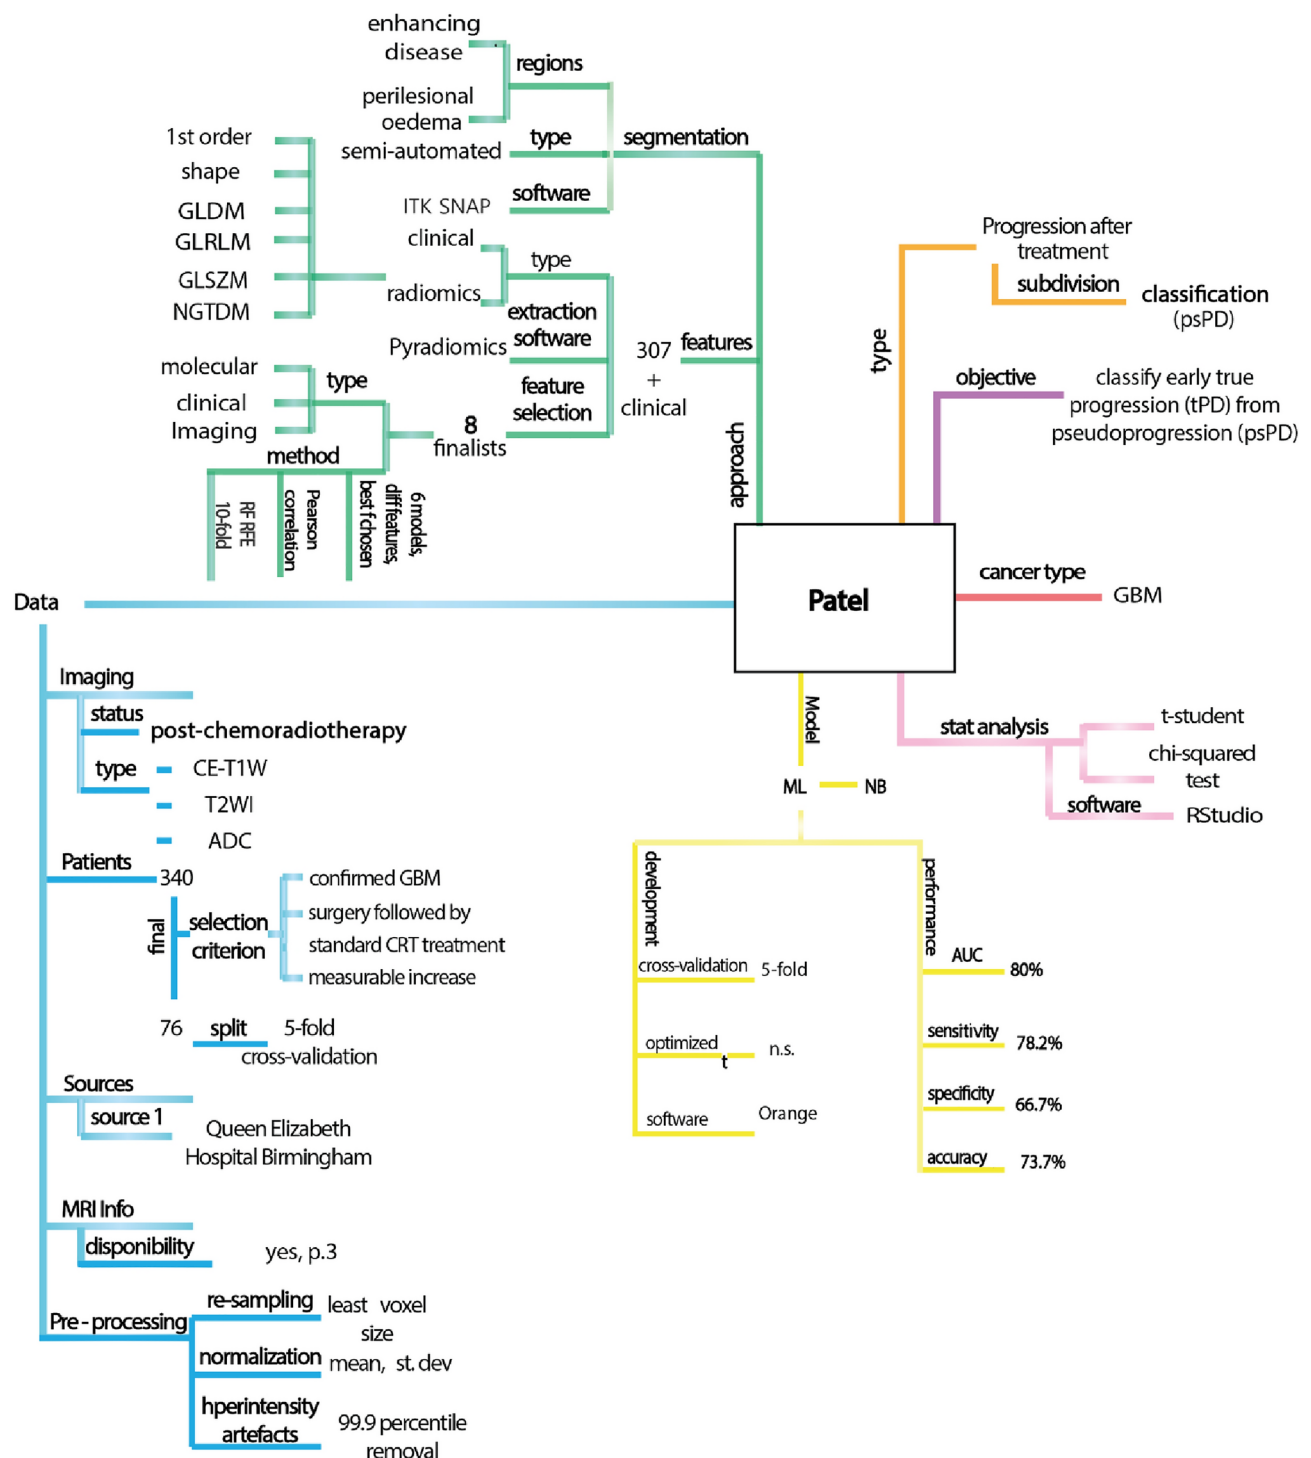 enhancing
disease
regions
perilesional
oedema
type
segmentation
semi-automated
software
ITK SNAP
1st order
shape
GLDM
GLRLM
GLSZM
NGTDM
clinical
type
radiomics
extraction
software
Pyradiomics
307
+
clinical
features
feature
selection
8
finalists
molecular
clinical
Imaging
type
method
RF RFE
10-fold
Pearson
correlation
6 models,
diff features,
best f chosen
approach
type
Progression after
treatment
subdivision
classification
(psPD)
objective
classify early true
progression (tPD) from
pseudoprogression (psPD)
Patel
cancer type
GBM
Data
Imaging
status
post-chemoradiotherapy
type
CE-T1W
T2WI
ADC
Patients
340
final
selection
criterion
confirmed GBM
surgery followed by
standard CRT treatment
measurable increase
76
split
5-fold
cross-validation
Sources
source 1
Queen Elizabeth
Hospital Birmingham
MRI Info
disponibility
yes, p.3
Pre - processing
re-sampling
least voxel
size
normalization
mean, st. dev
hperintensity
artefacts
99.9 percentile
removal
Model
ML
NB
development
cross-validation
5-fold
optimized
t
n.s.
software
Orange
performance
AUC
80%
sensitivity
78.2%
specificity
66.7%
accuracy
73.7%
stat analysis
t-student
chi-squared
test
software
RStudio